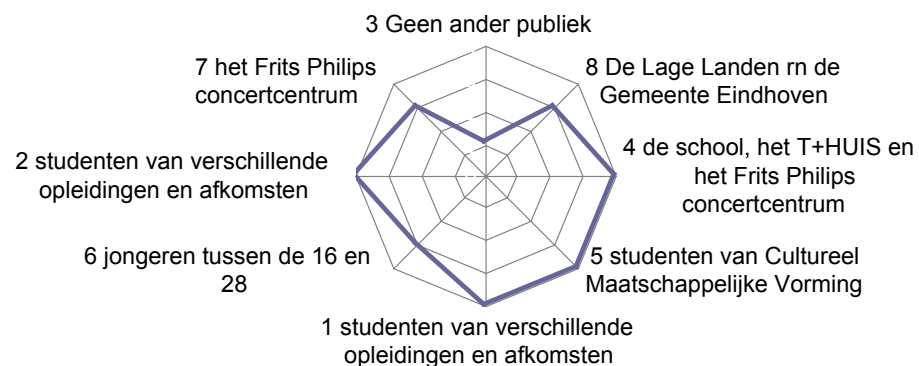 3 Geen ander publiek
7 het Frits Philips
concertcentrum
8 De Lage Landen rn de
Gemeente Eindhoven
2 studenten van verschillende
opleidingen en afkomsten
4 de school, het T+HUIS en
het Frits Philips
concertcentrum
6 jongeren tussen de 16 en
28
5 studenten van Cultureel
Maatschappelijke Vorming
1 studenten van verschillende
opleidingen en afkomsten